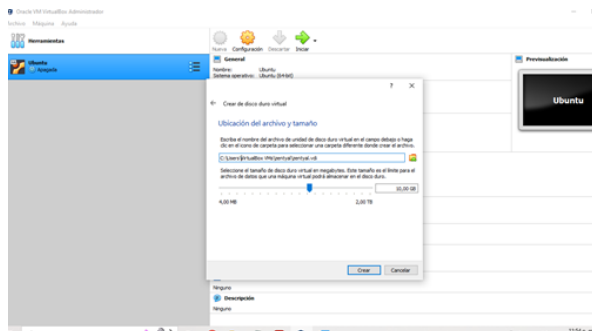 Oracle VM VirtualBox Administrador
Archivo Máquina Ayuda
Herramientas
Nueva Configuración Descartar Iniciar
Ubuntu
Apagada
General
Nombre: Ubuntu
Sistema operativo: Ubuntu (64-bit)
Previsualización
Ubuntu
Crear de disco duro virtual
Ubicación del archivo y tamaño
Escriba el nombre del archivo de unidad de disco duro virtual en el campo debajo o haga
clic en el icono de carpeta para seleccionar una carpeta diferente donde crear el archivo.
Seleccione el tamaño de disco duro virtual en megabytes. Este tamaño es el límite para el
archivo de datos que una máquina virtual podrá almacenar en el disco duro.
10,00 GB
4,00 MB 2,00 TB
Crear Cancelar
Ninguno
Descripción
Ninguno